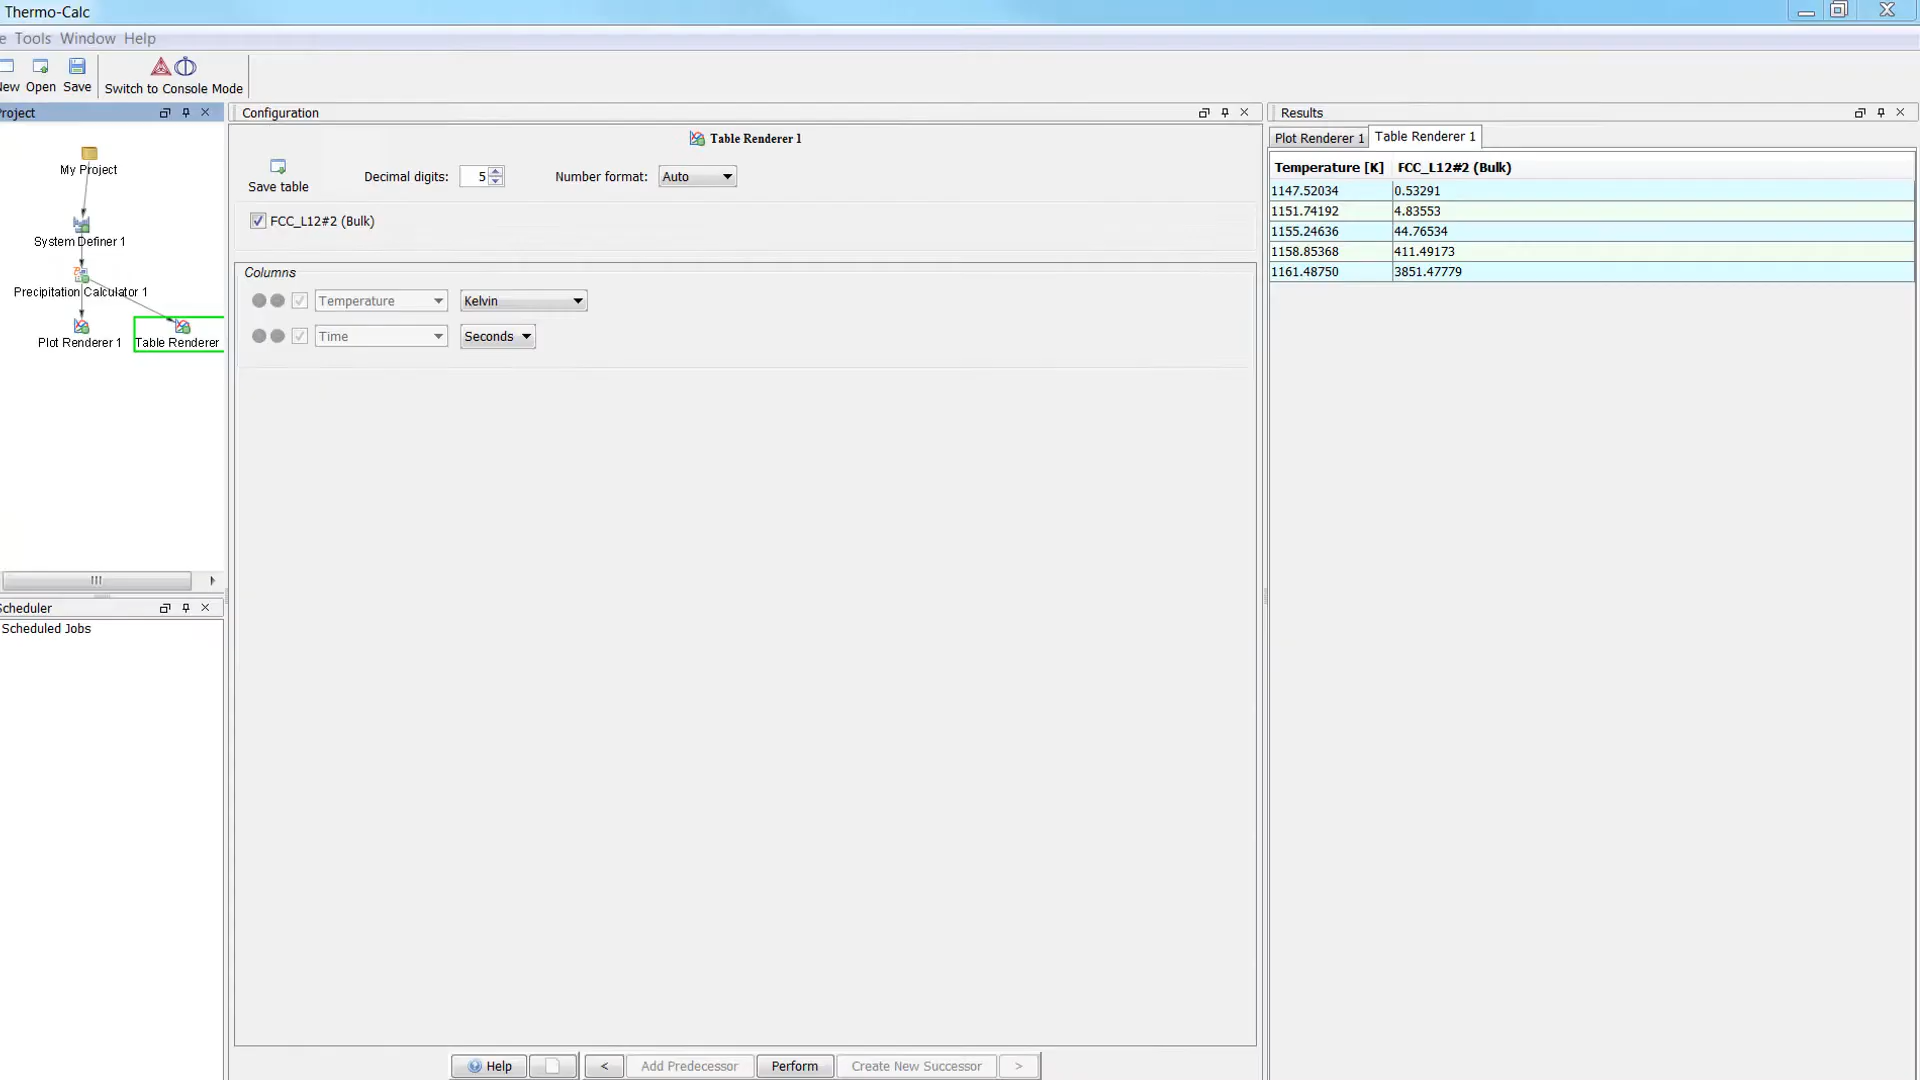 Thermo-Calc
e Tools Window Help
New Open Save Switch to Console Mode
Project
My Project
System Definer 1
Precipitation Calculator 1
Plot Renderer 1 Table Renderer
Scheduler
Scheduled Jobs
Configuration
Table Renderer 1
Save table Decimal digits: 5 Number format: Auto
FCC_L12#2 (Bulk)
Columns
Temperature Kelvin
Time Seconds
Help < Add Predecessor Perform Create New Successor >
Results
Plot Renderer 1 Table Renderer 1
Temperature [K] FCC_L12#2 (Bulk)
1147.52034 0.53291
1151.74192 4.83553
1155.24636 44.76534
1158.85368 411.49173
1161.48750 3851.47779